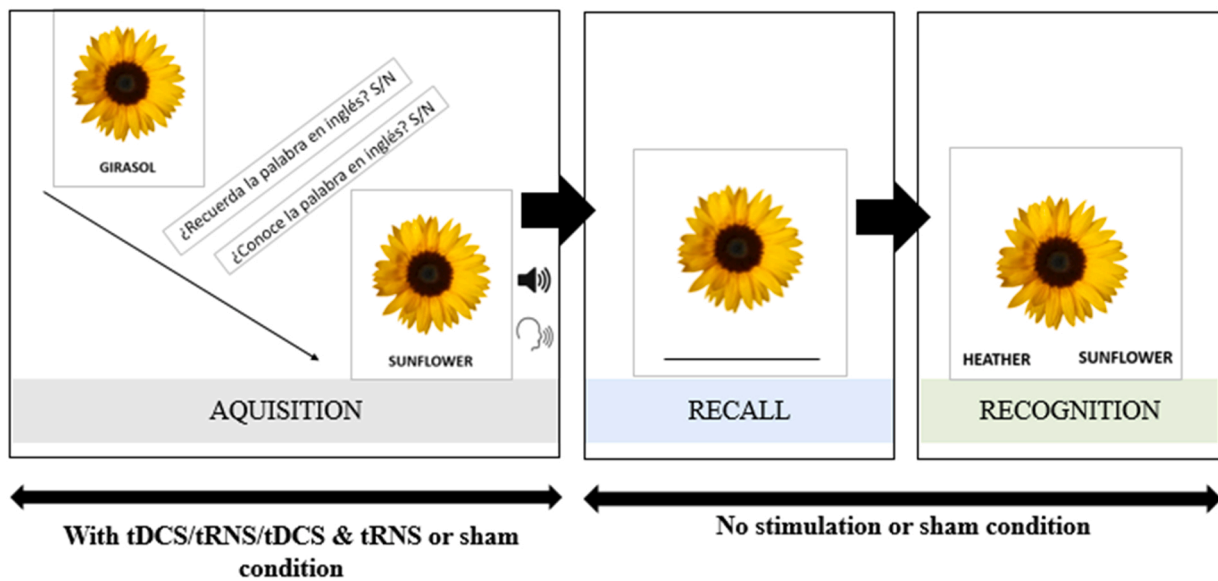 GIRASOL
¿Recuerda la palabra en inglés? S/N
¿Conoce la palabra en inglés? S/N
SUNFLOWER
AQUISITION
RECALL
HEATHER SUNFLOWER
RECOGNITION
With tDCS/tRNS/tDCS & tRNS or sham
condition
No stimulation or sham condition